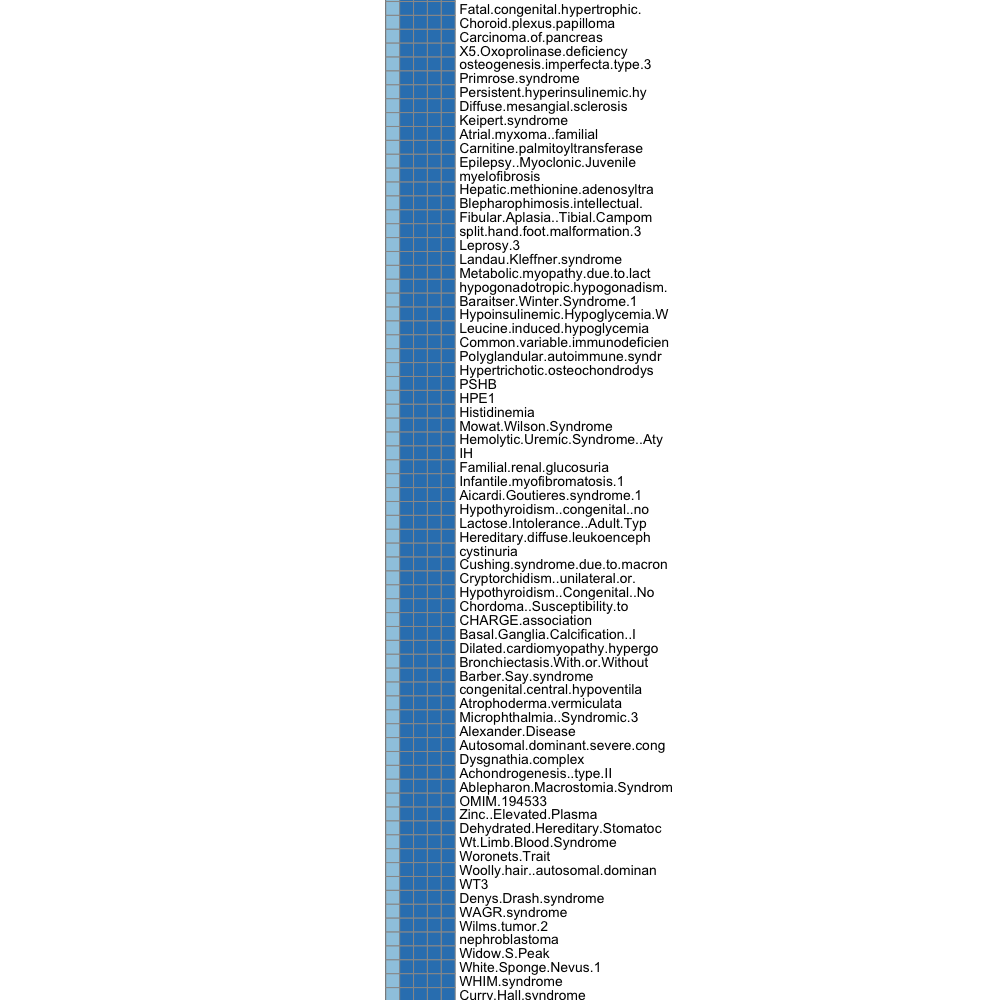 Fatal.congenital.hypertrophic.
Choroid.plexus.papilloma
Carcinoma.of.pancreas
X5.Oxoprolinase.deficiency
osteogenesis.imperfecta.type.3
Primrose.syndrome
Persistent.hyperinsulinemic.hy
Diffuse.mesangial.sclerosis
Keipert.syndrome
Atrial.myxoma..familial
Carnitine.palmitoyltransferase
Epilepsy..Myoclonic.Juvenile
myelofibrosis
Hepatic.methionine.adenosyltra
Blepharophimosis.intellectual.
Fibular.Aplasia..Tibial.Campom
split.hand.foot.malformation.3
Leprosy.3
Landau.Kleffner.syndrome
Metabolic.myopathy.due.to.lact
hypogonadotropic.hypogonadism.
Baraitser.Winter.Syndrome.1
Hypoinsulinemic.Hypoglycemia.W
Leucine.induced.hypoglycemia
Common.variable.immunodeficien
Polyglandular.autoimmune.syndr
Hypertrichotic.osteochondrodys
PSHB
HPE1
Histidinemia
Mowat.Wilson.Syndrome
Hemolytic.Uremic.Syndrome..Aty
IH
Familial.renal.glucosuria
Infantile.myofibromatosis.1
Aicardi.Goutieres.syndrome.1
Hypothyroidism..congenital..no
Lactose.Intolerance..Adult.Typ
Hereditary.diffuse.leukoenceph
cystinuria
Cushing.syndrome.due.to.macron
Cryptorchidism..unilateral.or.
Hypothyroidism..Congenital..No
Chordoma..Susceptibility.to
CHARGE.association
Basal.Ganglia.Calcification..I
Dilated.cardiomyopathy.hypergo
Bronchiectasis.With.or.Without
Barber.Say.syndrome
congenital.central.hypoventila
Atrophoderma.vermiculata
Microphthalmia..Syndromic.3
Alexander.Disease
Autosomal.dominant.severe.cong
Dysgnathia.complex
Achondrogenesis..type.II
Ablepharon.Macrostomia.Syndrom
OMIM.194533
Zinc..Elevated.Plasma
Dehydrated.Hereditary.Stomatoc
Wt.Limb.Blood.Syndrome
Woronets.Trait
Woolly.hair..autosomal.dominan
WT3
Denys.Drash.syndrome
WAGR.syndrome
Wilms.tumor.2
nephroblastoma
Widow.S.Peak
White.Sponge.Nevus.1
WHIM.syndrome
Curry.Hall.syndrome